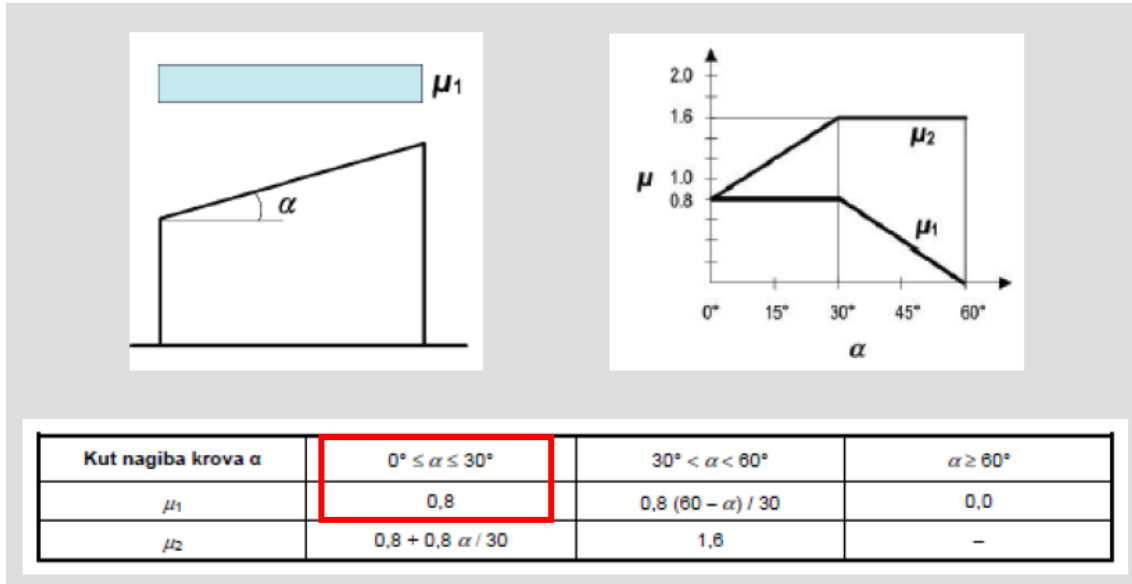 μ1
α
2.0
1.6
1.0
0.8
μ
μ2
μ1
0° 15° 30° 45° 60°
α
Kut nagiba krova α 0° ≤ α ≤ 30° 30° < α < 60° α ≥ 60°
μ1 0,8 0,8 (60 – α) / 30 0,0
μ2 0,8 + 0,8 α / 30 1,6 –